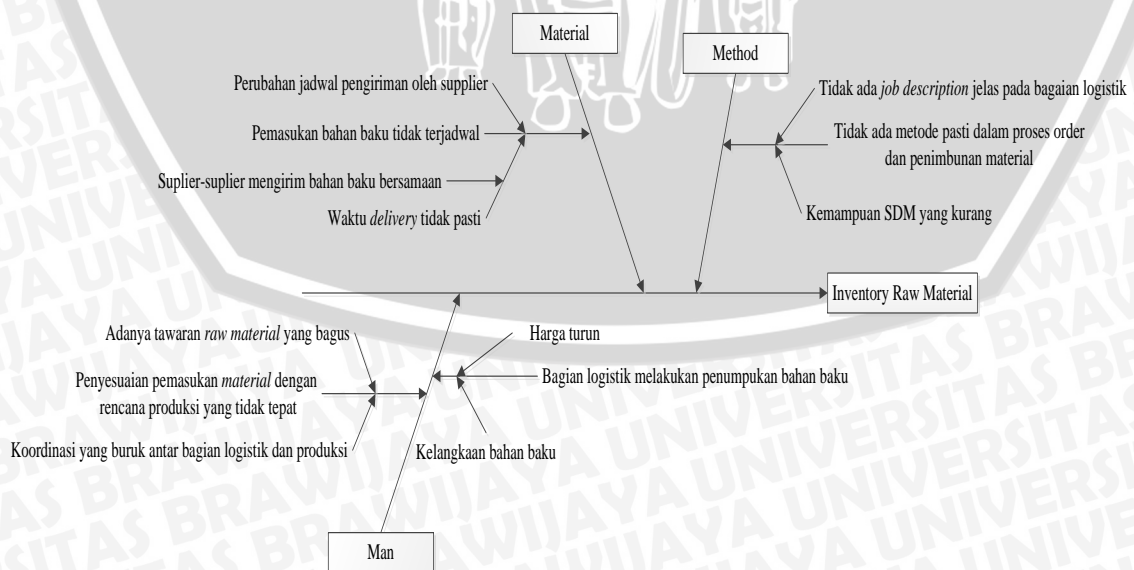 Material
Method
Perubahan jadwal pengiriman oleh supplier
Tidak ada job description jelas pada bagaian logistik
Pemasukan bahan baku tidak terjadwal
Tidak ada metode pasti dalam proses order
dan penimbunan material
Suplier-suplier mengirim bahan baku bersamaan
Waktu delivery tidak pasti
Kemampuan SDM yang kurang
Inventory Raw Material
Adanya tawaran raw material yang bagus
Harga turun
Penyesuaian pemasukan material dengan
rencana produksi yang tidak tepat
Bagian logistik melakukan penumpukan bahan baku
Koordinasi yang buruk antar bagian logistik dan produksi
Kelangkaan bahan baku
Man